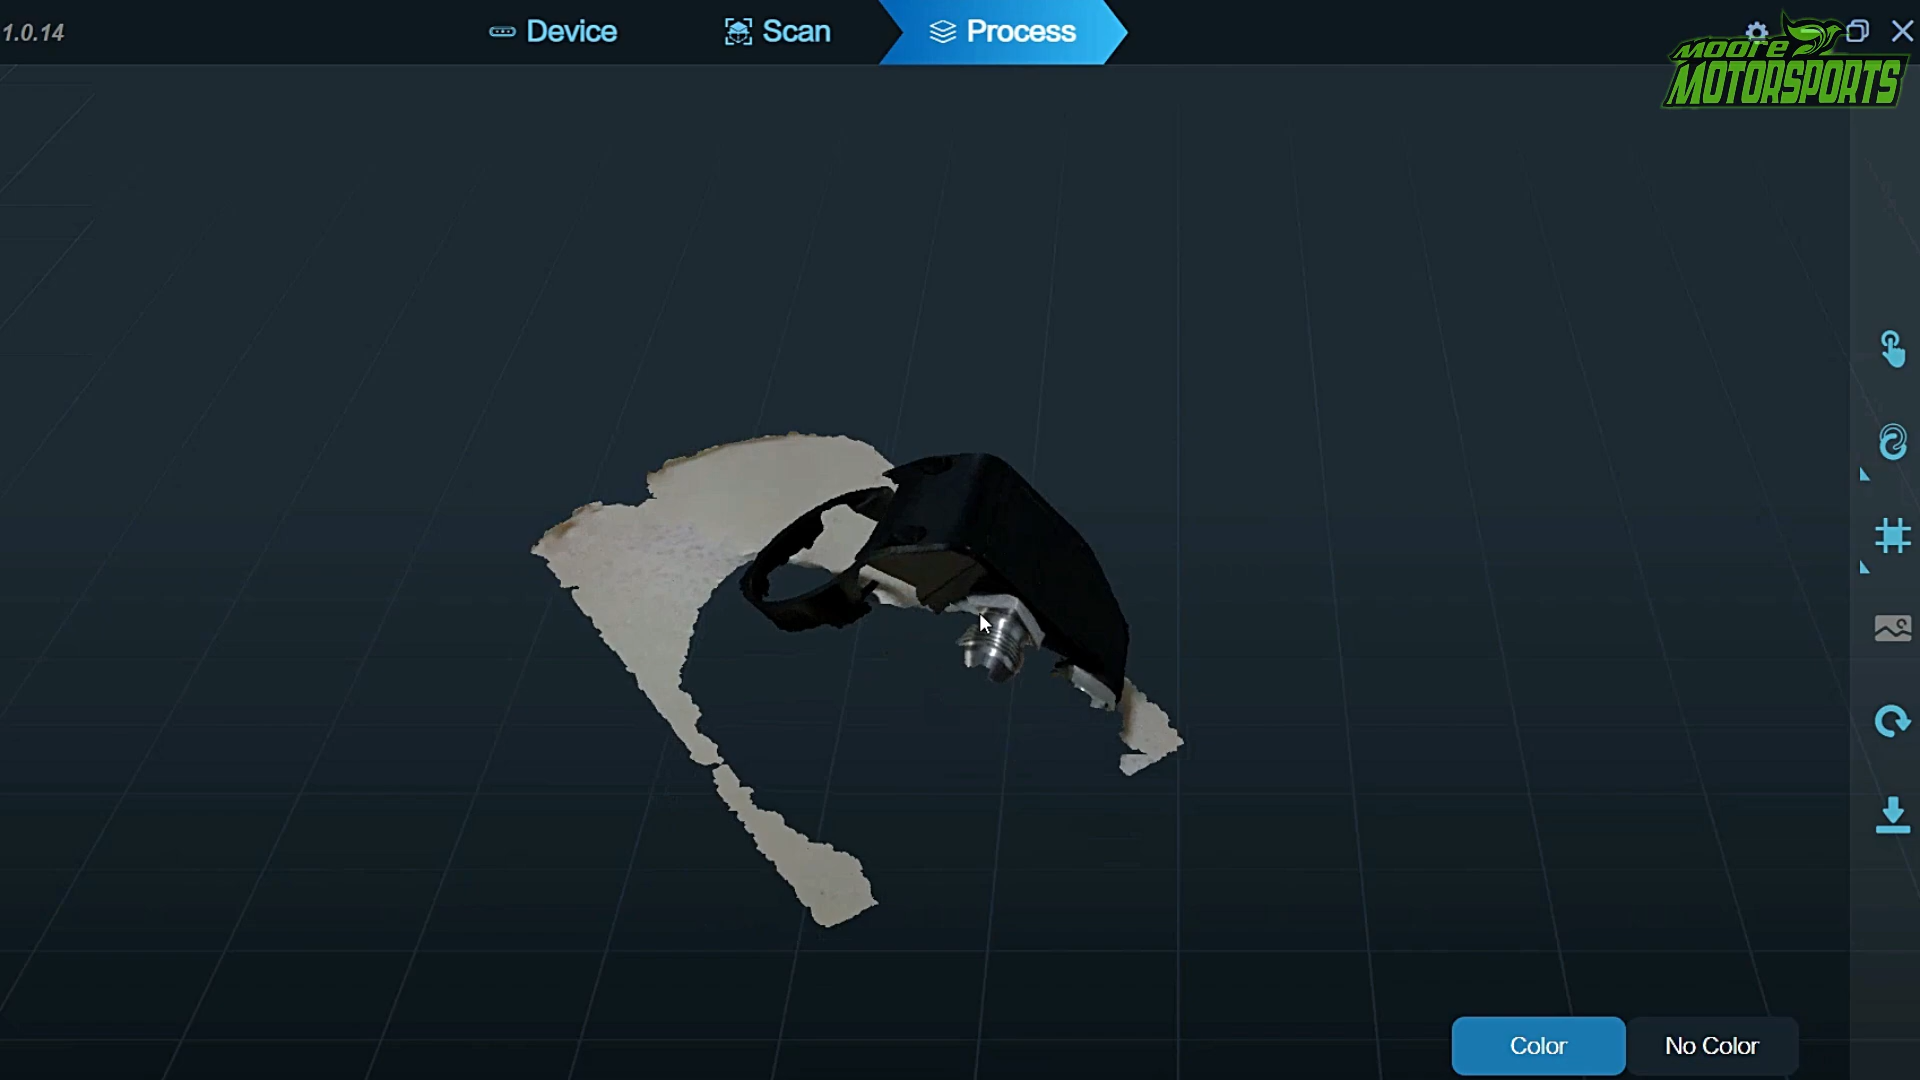 1.0.14
Device
Scan
Process
Moore
MOTORSPORTS
Color
No Color